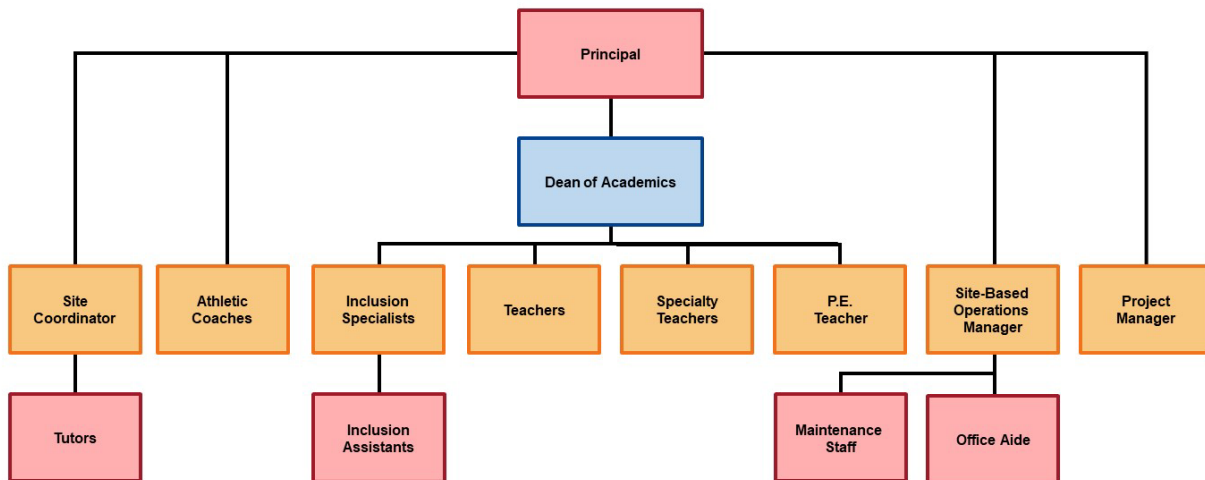 Principal
Dean of Academics
Site
Coordinator
Athletic
Coaches
Inclusion
Specialists
Teachers
Specialty
Teachers
P.E.
Teacher
Site-Based
Operations
Manager
Project
Manager
Tutors
Inclusion
Assistants
Maintenance
Staff
Office Aide